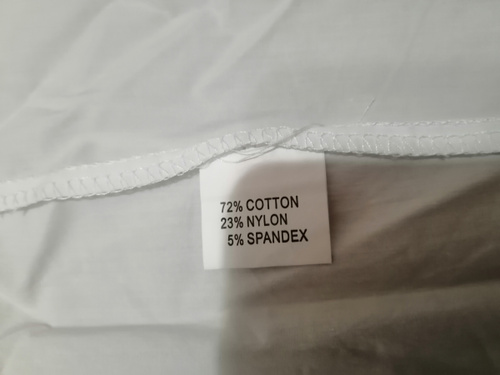 72% COTTON
23% NYLON
5% SPANDEX